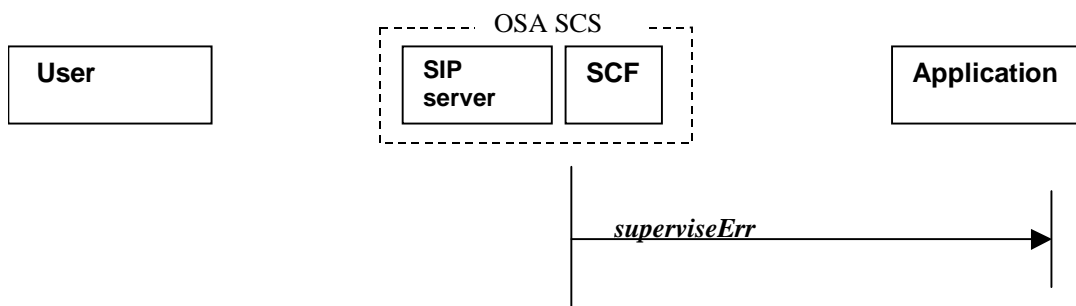 OSA SCS
User
SIP
server
SCF
Application
superviseErr